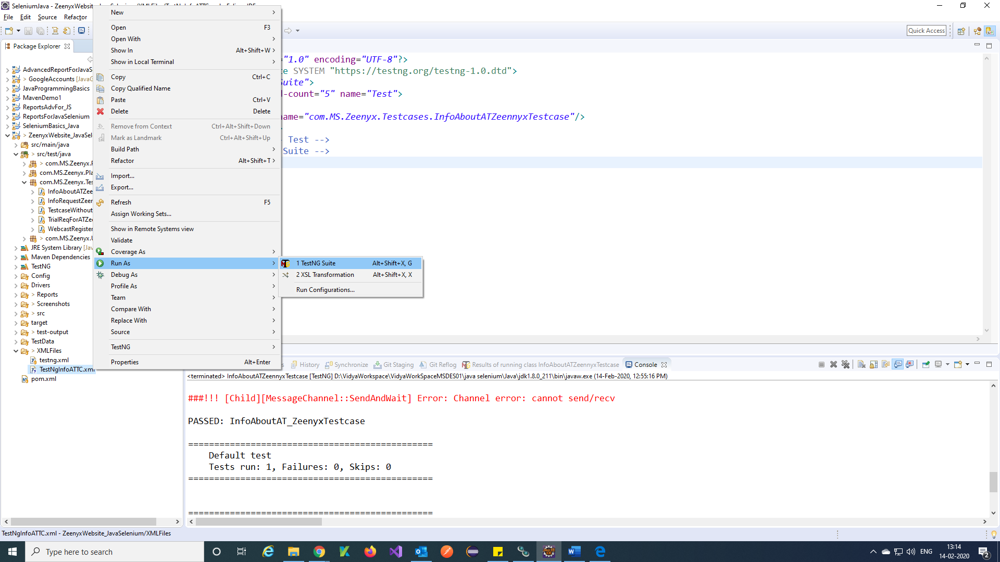 SeleniumJava - ZeenyxWebsite_
File Edit Source Refactor
Quick Access
Package Explorer
AdvancedReportForJavaS
> GoogleAccounts [JavaG
JavaProgrammingBasics
MavenDemo1
ReportsAdvFor_JS
ReportsForJavaSelenium
SeleniumBasics_Java
> ZeenyxWebsite_JavaSel
src/main/java
> src/test/java
> com.MS.Zeenyx.
com.MS.Zeenyx.Pla
com.MS.Zeenyx.Tes
InfoAboutATZee
InfoRequestZeer
TestcaseWithout
TrialReqForATZee
WebcastRegister
> com.MS.Zeenyx.
JRE System Library [Jav
Maven Dependencies
TestNG
Config
Drivers
> Reports
> Screenshots
> src
target
> test-output
TestData
> XMLFiles
testng.xml
TestNgInfoATTC.xml
pom.xml
New
Open F3
Open With
Show In Alt+Shift+W
Show in Local Terminal
Copy Ctrl+C
Copy Qualified Name
Paste Ctrl+V
Delete Delete
Remove from Context Ctrl+Alt+Shift+Down
Mark as Landmark Ctrl+Alt+Shift+Up
Build Path
Refactor Alt+Shift+T
Import...
Export...
Refresh F5
Assign Working Sets...
Show in Remote Systems view
Validate
Coverage As
Run As
Debug As
Profile As
Team
Compare With
Replace With
Source
TestNG
Properties Alt+Enter
1 TestNG Suite Alt+Shift+X, G
2 XSL Transformation Alt+Shift+X, X
Run Configurations...
="1.0" encoding="UTF-8"?>
te SYSTEM "https://testng.org/testng-1.0.dtd">
Suite">
d-count="5" name="Test">
name="com.MS.Zeenyx.Testcases.InfoAboutATZeennyxTestcase"/>
Test -->
Suite -->
History Synchronize Git Staging Git Reflog Results of running class InfoAboutATZeennyxTestcase Console
<terminated> InfoAboutATZeennyxTestcase [TestNG] D:\VidyaWorkspace\VidyaWorkSpaceMSDES01\java selenium\Java\jdk1.8.0_211\bin\javaw.exe (14-Feb-2020, 12:55:16 PM)
###!!! [Child][MessageChannel::SendAndWait] Error: Channel error: cannot send/recv
PASSED: InfoAboutAT_ZeenyxTestcase
===============================================
Default test
Tests run: 1, Failures: 0, Skips: 0
===============================================
===============================================
TestNgInfoATTC.xml - ZeenyxWebsite_JavaSelenium/XMLFiles
Type here to search
ENG
13:14
14-02-2020
2